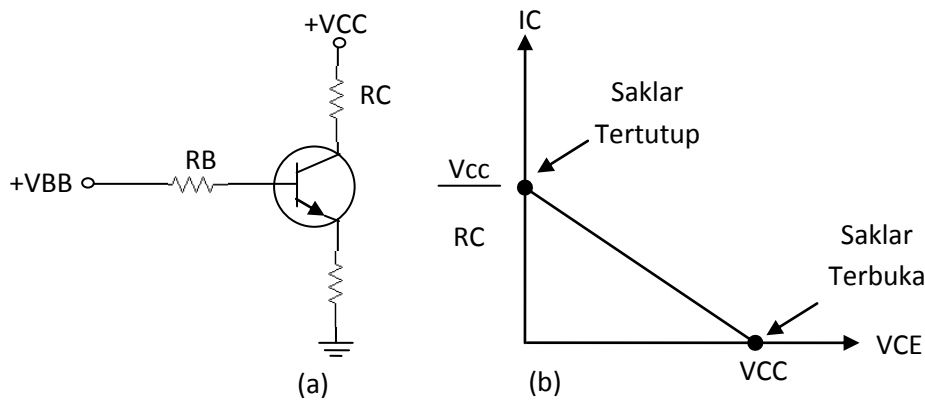 +VCC
RC
RB
+VBB
(a)
IC
Saklar
Tertutup
Vcc
RC
Saklar
Terbuka
VCE
VCC
(b)